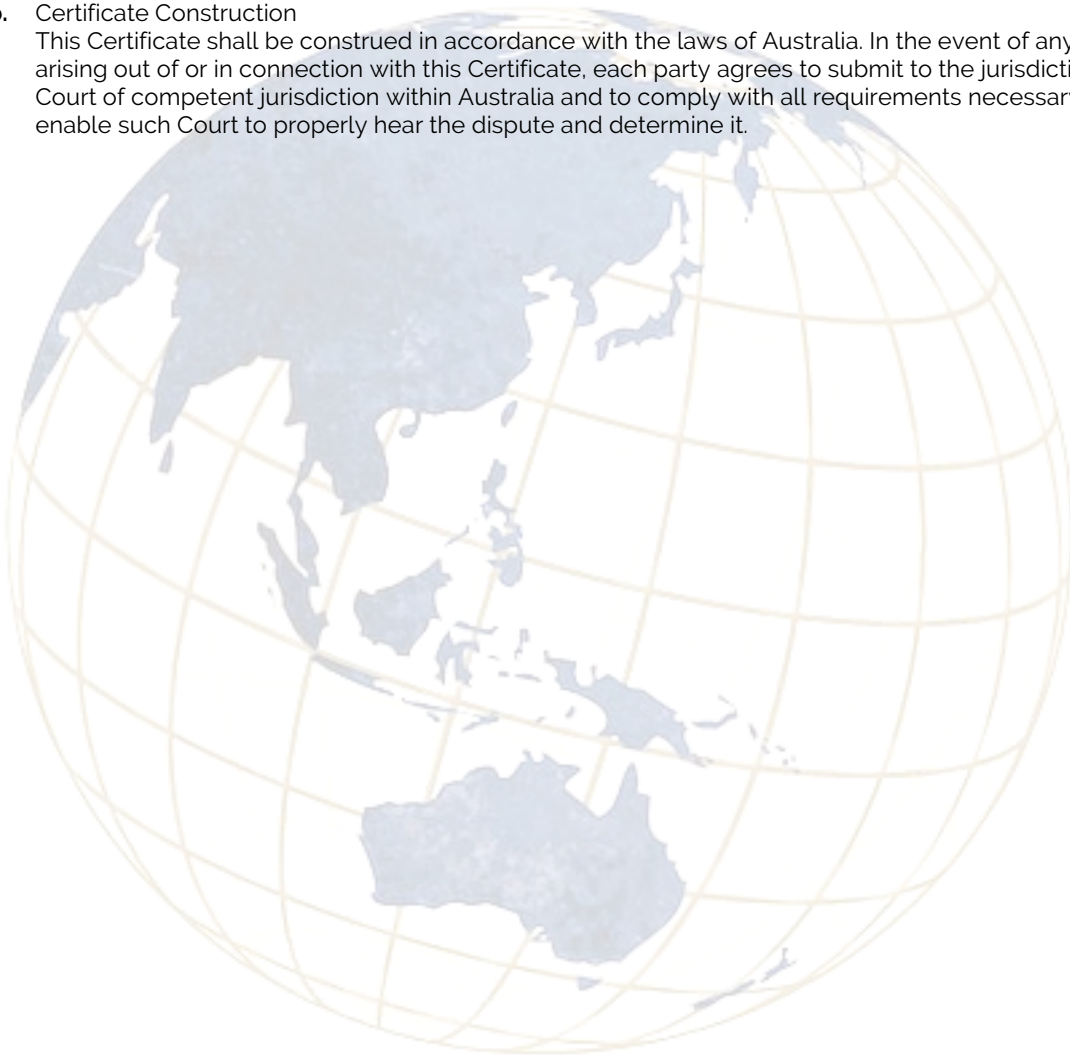 Certificate Construction
This Certificate shall be construed in accordance with the laws of Australia. In the event of any
arising out of or in connection with this Certificate, each party agrees to submit to the
Court of competent jurisdiction within Australia and to comply with all requirements
enable such Court to properly hear the dispute and determine it.